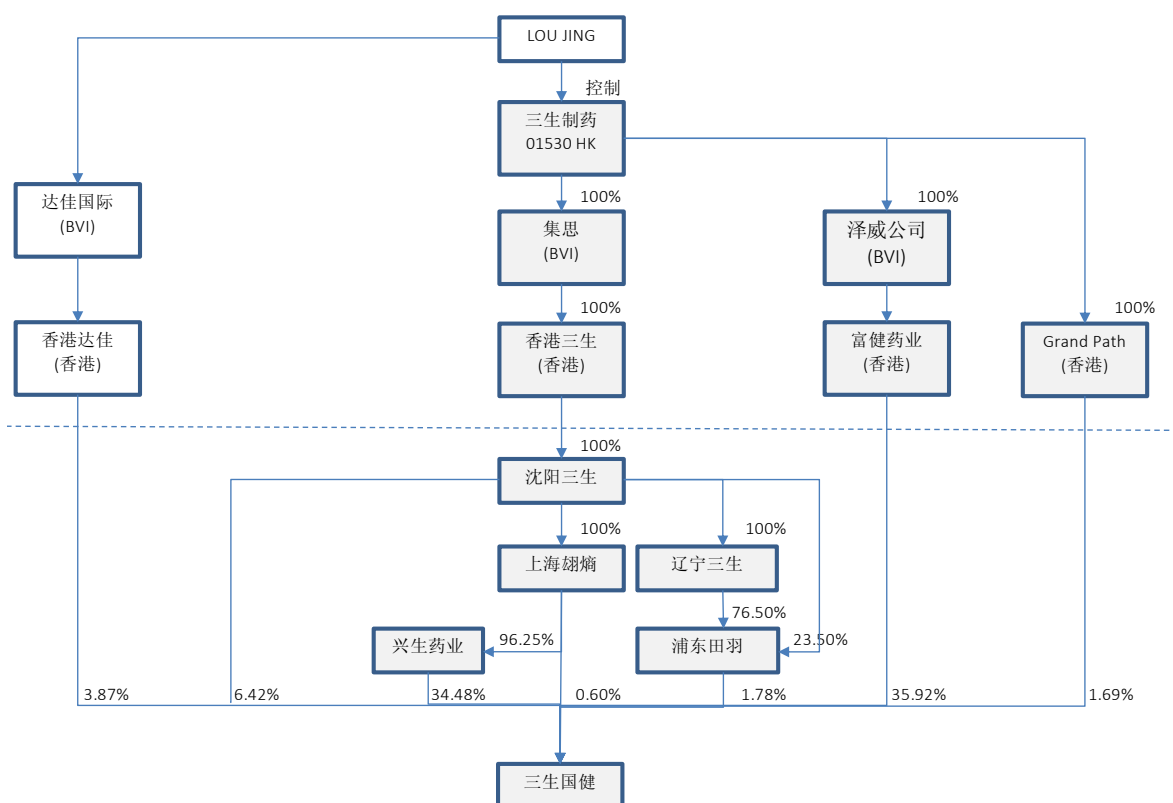 LOU JING
控制
三生制药
01530 HK
达佳国际
(BVI)
100%
集思
(BVI)
100%
泽威公司
(BVI)
香港达佳
(香港)
100%
香港三生
(香港)
富健药业
(香港)
100%
Grand Path
(香港)
100%
沈阳三生
100%
上海翃熵
100%
辽宁三生
兴生药业
96.25%
76.50%
浦东田羽
23.50%
3.87%
6.42%
34.48%
0.60%
1.78%
35.92%
1.69%
三生国健